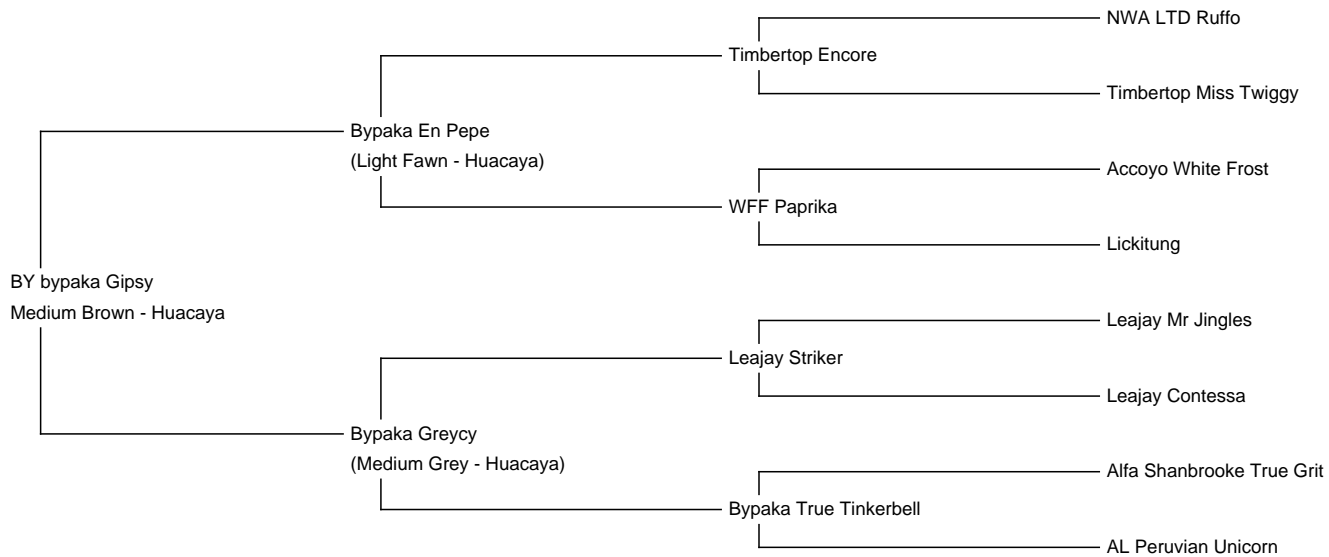 NWA LTD Ruffo
Timbertop Encore
Timbertop Miss Twiggy
Bypaka En Pepe
(Light Fawn - Huacaya)
Accoyo White Frost
WFF Paprika
Lickitung
BY bypaka Gipsy
Medium Brown - Huacaya
Leajay Mr Jingles
Leajay Striker
Leajay Contessa
Bypaka Greycy
(Medium Grey - Huacaya)
Alfa Shanbrooke True Grit
Bypaka True Tinkerbell
AL Peruvian Unicorn